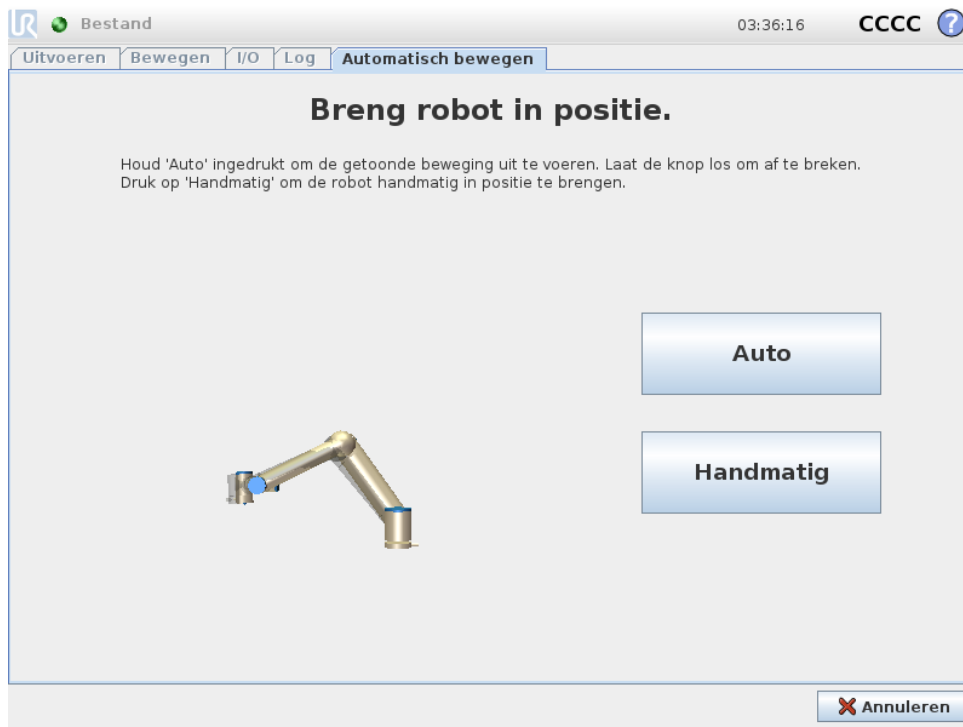 UR Bestand 03:36:16 CCCC ?
Uitvoeren Bewegen I/O Log Automatisch bewegen
Breng robot in positie.
Houd 'Auto' ingedrukt om de getoonde beweging uit te voeren. Laat de knop los om af te breken.
Druk op 'Handmatig' om de robot handmatig in positie te brengen.
Auto
Handmatig
Annuleren